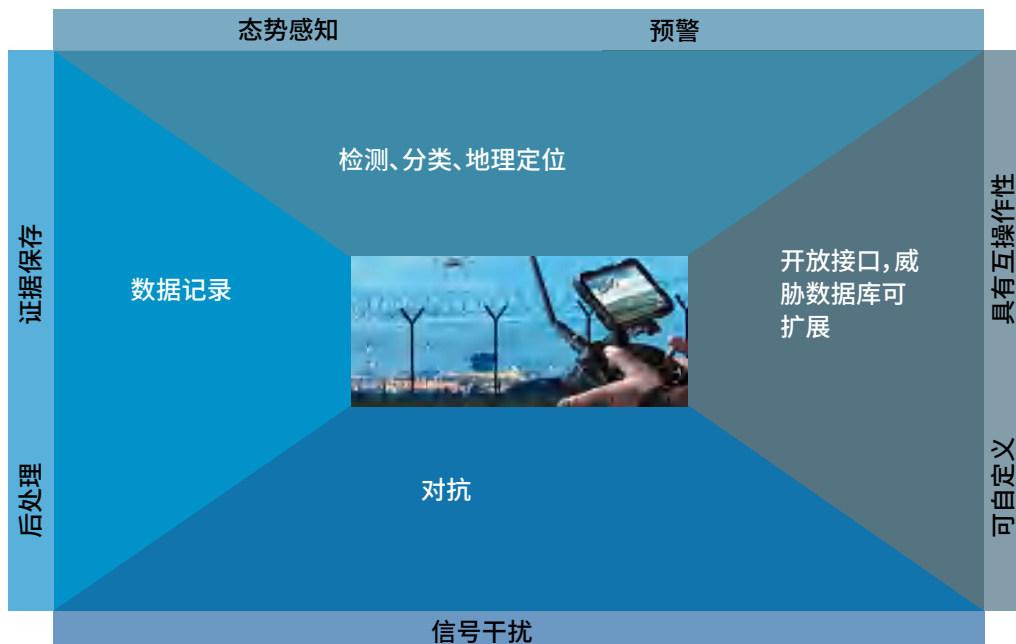 态势感知
预警
检测、分类、地理定位
证据保存
后处理
数据记录
开放接口，威
胁数据库可
扩展
具有互操作性
可自定义
对抗
信号干扰